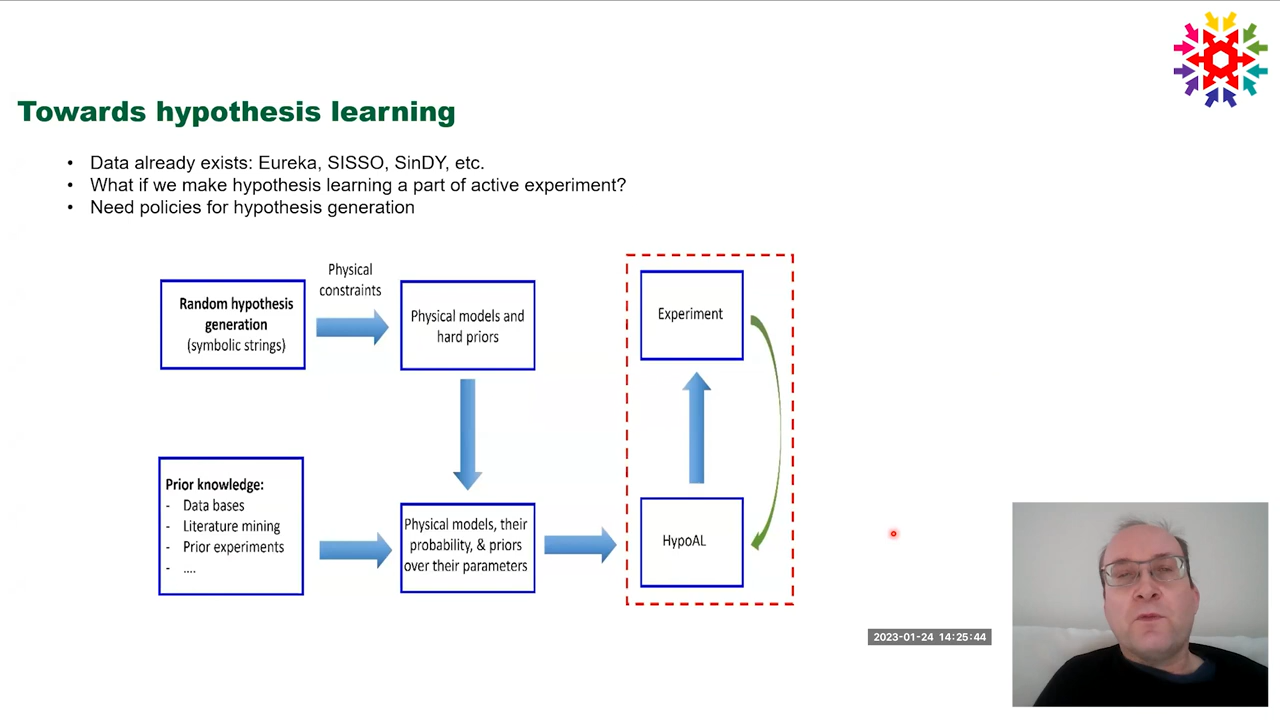 Towards hypothesis learning
• Data already exists: Eureka, SISSO, SinDY, etc.
• What if we make hypothesis learning a part of active experiment?
• Need policies for hypothesis generation
Random hypothesis
generation
(symbolic strings)
Physical
constraints
Physical models and
hard priors
Experiment
Prior knowledge:
- Data bases
- Literature mining
- Prior experiments
- ....
Physical models, their
probability, & priors
over their parameters
HypoAL
2023-01-24 14:25:44